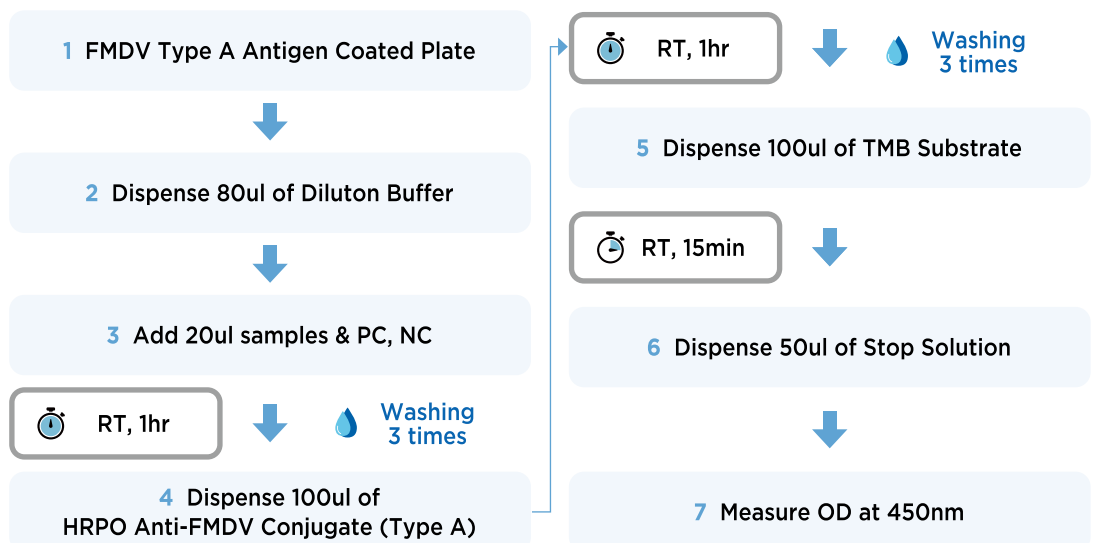 1 FMDV Type A Antigen Coated Plate
2 Dispense 80ul of Diluton Buffer
3 Add 20ul samples & PC, NC
RT, 1hr
Washing
3 times
4 Dispense 100ul of
HRPO Anti-FMDV Conjugate (Type A)
RT, 1hr
Washing
3 times
5 Dispense 100ul of TMB Substrate
RT, 15min
6 Dispense 50ul of Stop Solution
7 Measure OD at 450nm